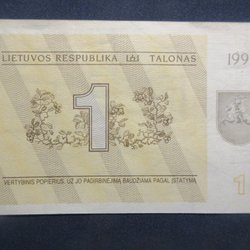 LIETUVOS RESPUBLIKA TALONAS 199
1
VERTYBINIS POPIERIUS. UŽ JO PADIRBINĖJIMĄ BAUDŽIAMA PAGAL ĮSTATYMĄ
1